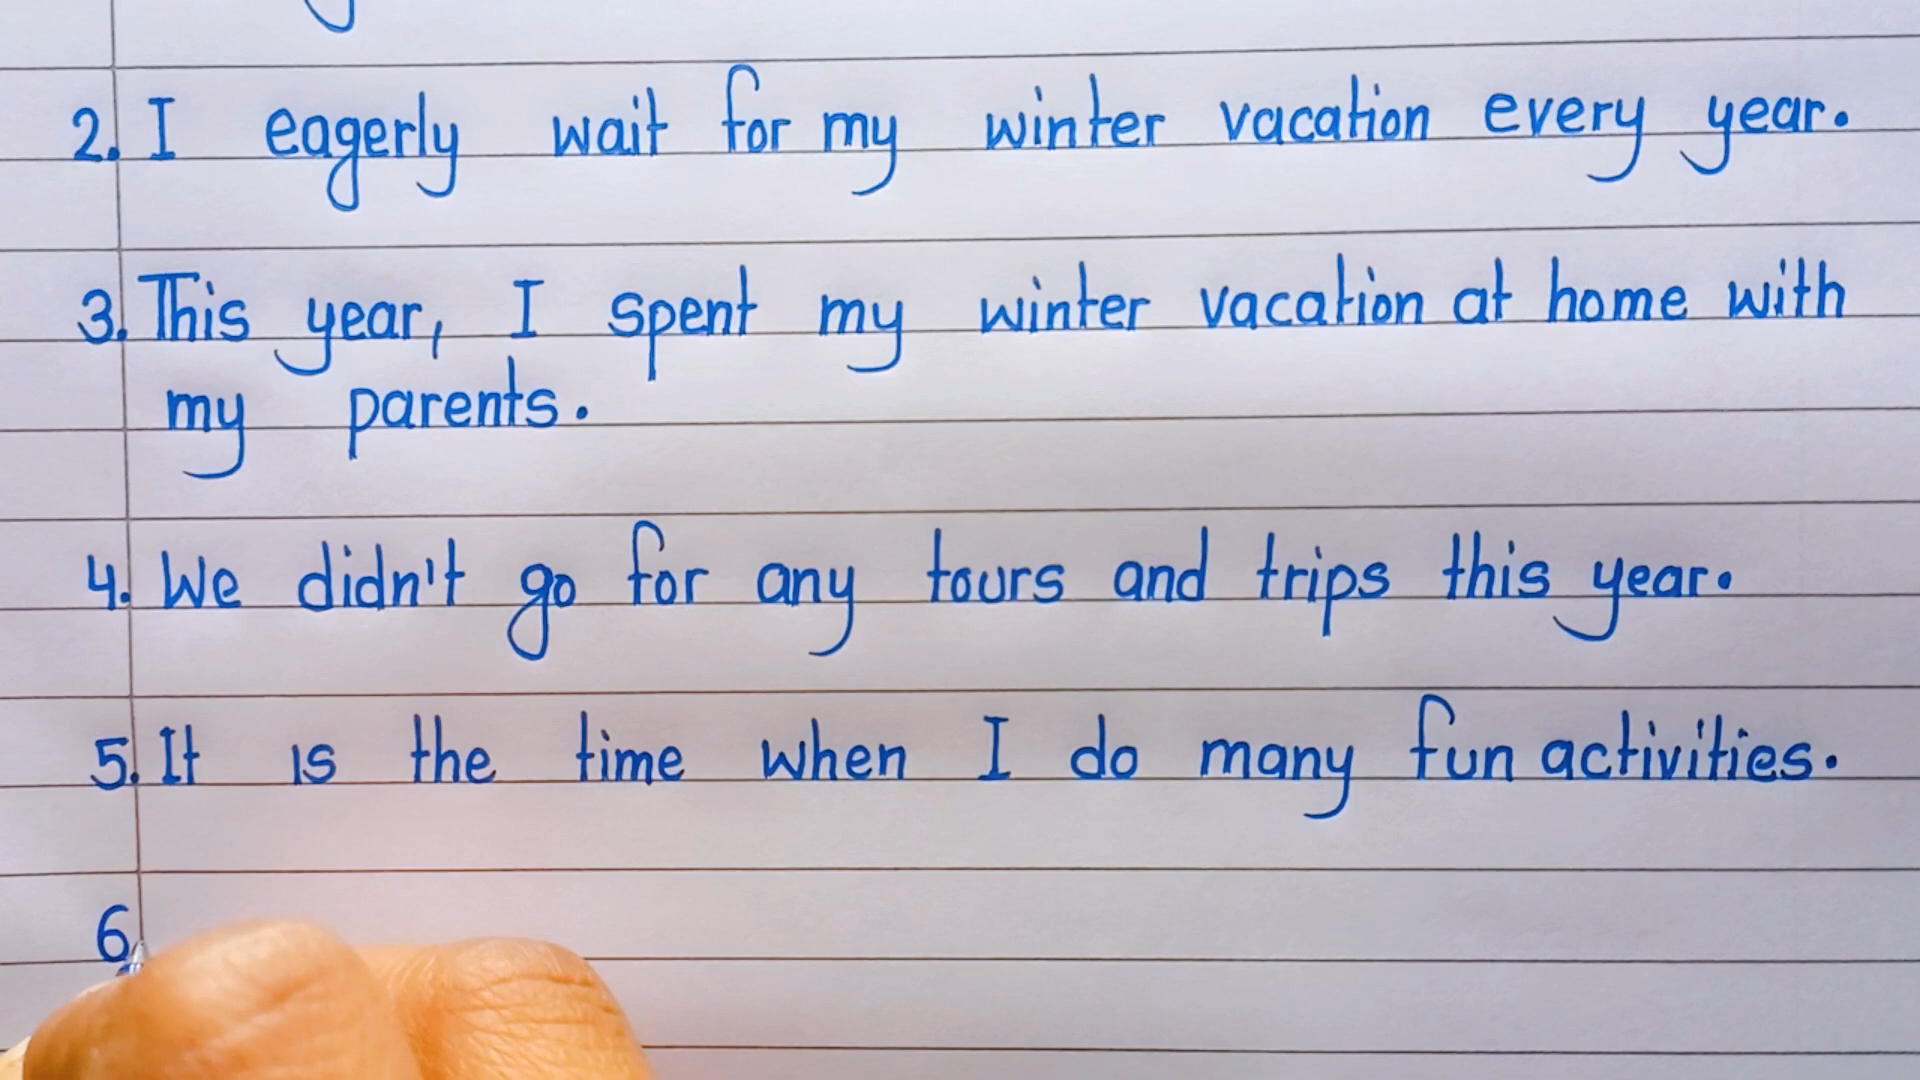 2. I eagerly wait for my winter vacation every year.
3. This year, I spent my winter vacation at home with
my parents.
4. We didn't go for any tours and trips this year.
5. It is the time when I do many fun activities.
6.